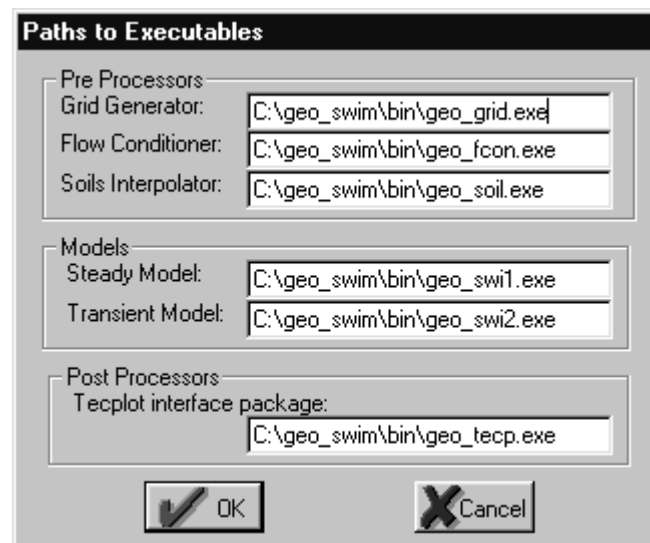 Paths to Executables
Pre Processors
Grid Generator: C:\geo_swim\bin\geo_grid.exe
Flow Conditioner: C:\geo_swim\bin\geo_fcon.exe
Soils Interpolator: C:\geo_swim\bin\geo_soil.exe
Models
Steady Model: C:\geo_swim\bin\geo_swi1.exe
Transient Model: C:\geo_swim\bin\geo_swi2.exe
Post Processors
Tecplot interface package:
C:\geo_swim\bin\geo_tecp.exe
OK Cancel